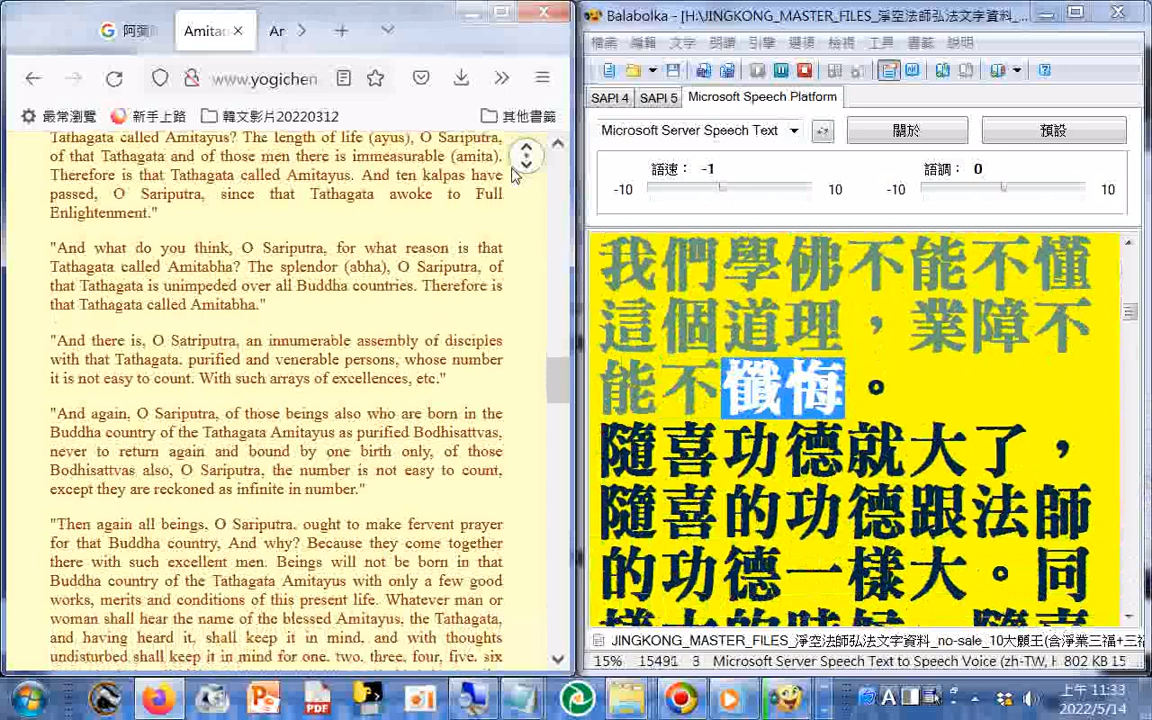 阿彌
Amita
Ar
www.yogichen
最常瀏覽
新手上路
韓文影片20220312
其他書籤
Tathagata called Amitayus? The length of life (ayus), O Sariputra,
of that Tathagata and of those men there is immeasurable (amita).
Therefore is that Tathagata called Amitayus. And ten kalpas have
passed, O Sariputra, since that Tathagata awoke to Full
Enlightenment."
"And what do you think, O Sariputra, for what reason is that
Tathagata called Amitabha? The splendor (abha), O Sariputra, of
that Tathagata is unimpeded over all Buddha countries. Therefore is
that Tathagata called Amitabha."
"And there is, O Satriputra, an innumerable assembly of disciples
with that Tathagata. purified and venerable persons, whose number
it is not easy to count. With such arrays of excellences, etc."
"And again, O Sariputra, of those beings also who are born in the
Buddha country of the Tathagata Amitayus as purified Bodhisattvas,
never to return again and bound by one birth only, of those
Bodhisattvas also, O Sariputra, the number is not easy to count,
except they are reckoned as infinite in number."
"Then again all beings, O Sariputra, ought to make fervent prayer
for that Buddha country, And why? Because they come together
there with such excellent men. Beings will not be born in that
Buddha country of the Tathagata Amitayus with only a few good
works, merits and conditions of this present life. Whatever man or
woman shall hear the name of the blessed Amitayus, the Tathagata,
and having heard it, shall keep it in mind, and with thoughts
undisturbed shall keep it in mind for one, two, three, four, five, six
Balabolka - [H:\JINGKONG_MASTER_FILES_淨空法師弘法文字資料_...
檔案 編輯 文字 朗讀 引擎 選項 檢視 工具 書籤 說明
SAPI 4 SAPI 5 Microsoft Speech Platform
Microsoft Server Speech Text
關於
預設
語速: -1
語調: 0
-10 10 -10 10
我們學佛不能不懂
這個道理，業障不
能不懺悔。
隨喜功德就大了，
隨喜的功德跟法師
的功德一樣大。同
樣大的時候，隨喜
JINGKONG_MASTER_FILES_淨空法師弘法文字資料_no-sale_10大願王(含淨業三福+三福
15% 15491 3 Microsoft Server Speech Text to Speech Voice (zh-TW, H 802 KB 15
上午 11:33
2022/5/14